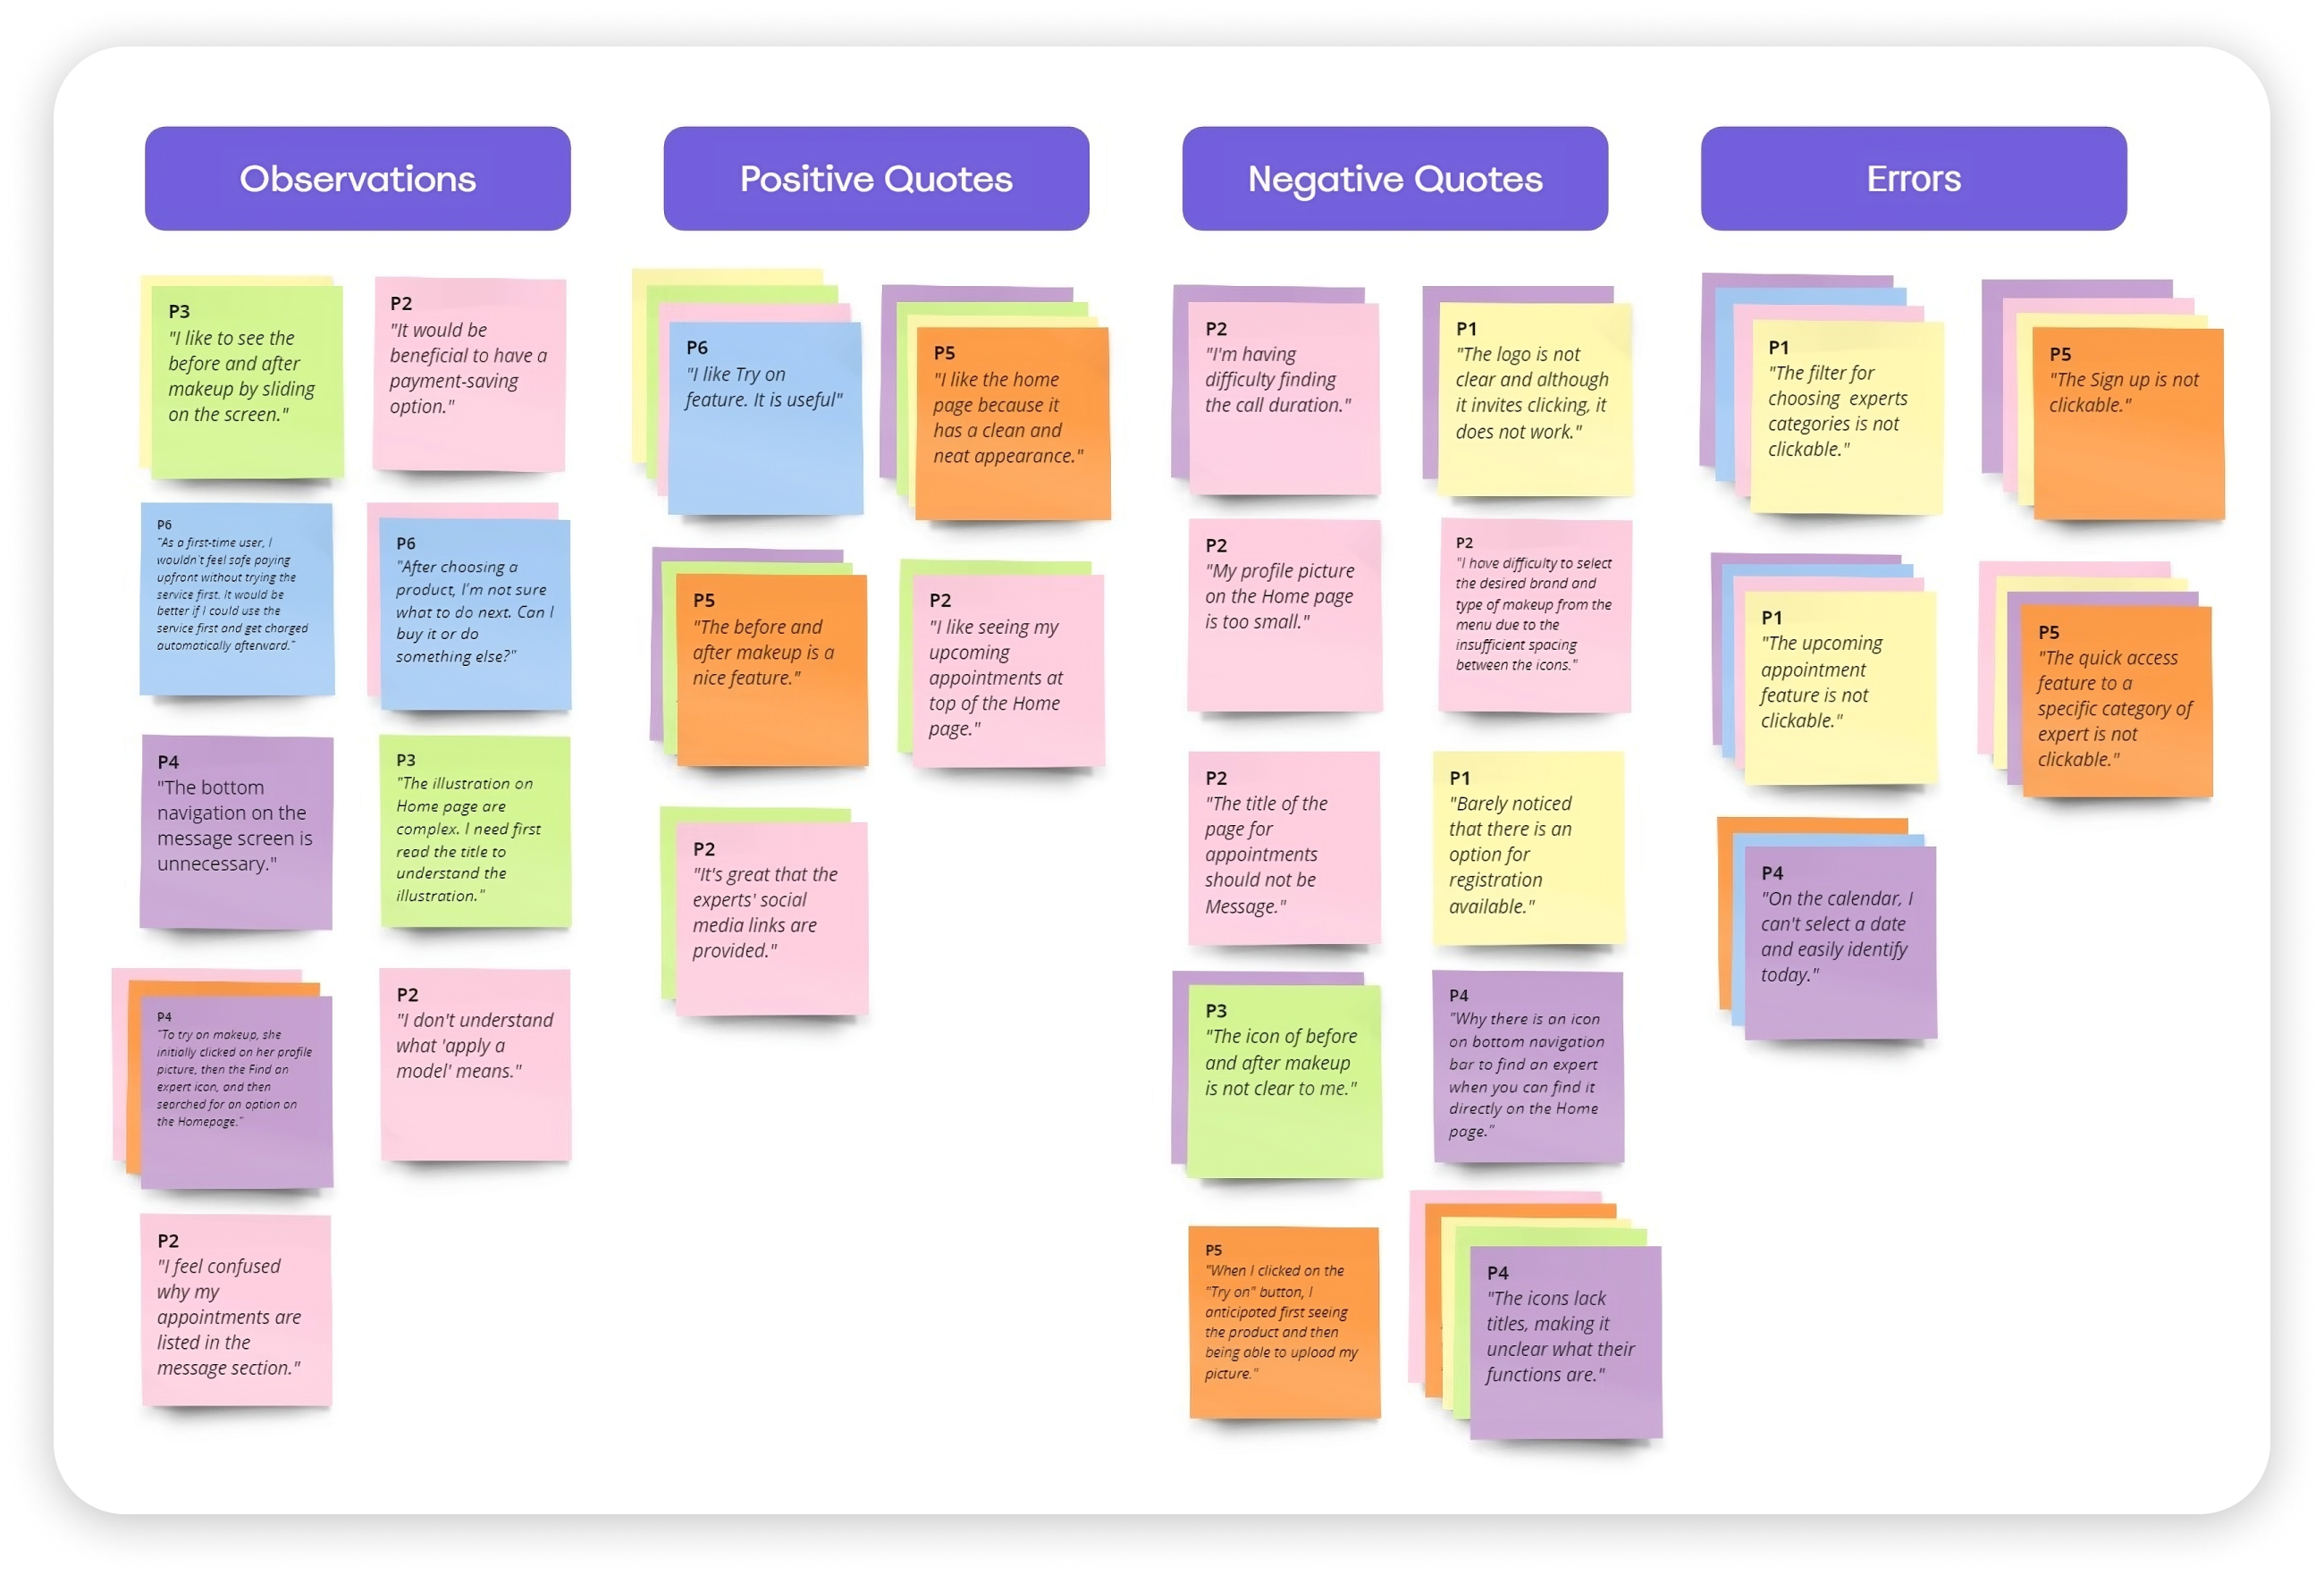 Observations
P3
"I like to see the
before and after
makeup by sliding
on the screen."
P2
"It would be
beneficial to have a
payment-saving
option."
P6
"As a first-time user, I
wouldn't feel safe paying
upfront without trying the
service first. It would be
better if I could use the
service first and get charged
automatically afterward."
P6
"After choosing a
product, I'm not sure
what to do next. Can I
buy it or do
something else?"
P4
"The bottom
navigation on the
message screen is
unnecessary."
P3
"The illustration on
Home page are
complex. I need first
read the title to
understand the
illustration."
P4
"To try on makeup, she
initially clicked on her profile
picture, then the Find an
expert icon, and then
searched for an option on
the Homepage."
P2
"I don't understand
what 'apply a
model' means."
P2
"I feel confused
why my
appointments are
listed in the
message section."
Positive Quotes
P6
"I like Try on
feature. It is useful"
P5
"I like the home
page because it
has a clean and
neat appearance."
P5
"The before and
after makeup is a
nice feature."
P2
"I like seeing my
upcoming
appointments at
top of the Home
page."
P2
"It's great that the
experts' social
media links are
provided."
Negative Quotes
P2
"I'm having
difficulty finding
the call duration."
P1
"The logo is not
clear and although
it invites clicking, it
does not work."
P2
"My profile picture
on the Home page
is too small."
P2
"I have difficulty to select
the desired brand and
type of makeup from the
menu due to the
insufficient spacing
between the icons."
P2
"The title of the
page for
appointments
should not be
Message."
P1
"Barely noticed
that there is an
option for
registration
available."
P3
"The icon of before
and after makeup
is not clear to me."
P4
"Why there is an icon
on bottom navigation
bar to find an expert
when you can find it
directly on the Home
page."
P5
"When I clicked on the
"Try on" button, I
anticipated first seeing
the product and then
being able to upload my
picture."
P4
"The icons lack
titles, making it
unclear what their
functions are."
Errors
P1
"The filter for
choosing  experts
categories is not
clickable."
P5
"The Sign up is not
clickable."
P1
"The upcoming
appointment
feature is not
clickable."
P5
"The quick access
feature to a
specific category of
expert is not
clickable."
P4
"On the calendar, I
can't select a date
and easily identify
today."